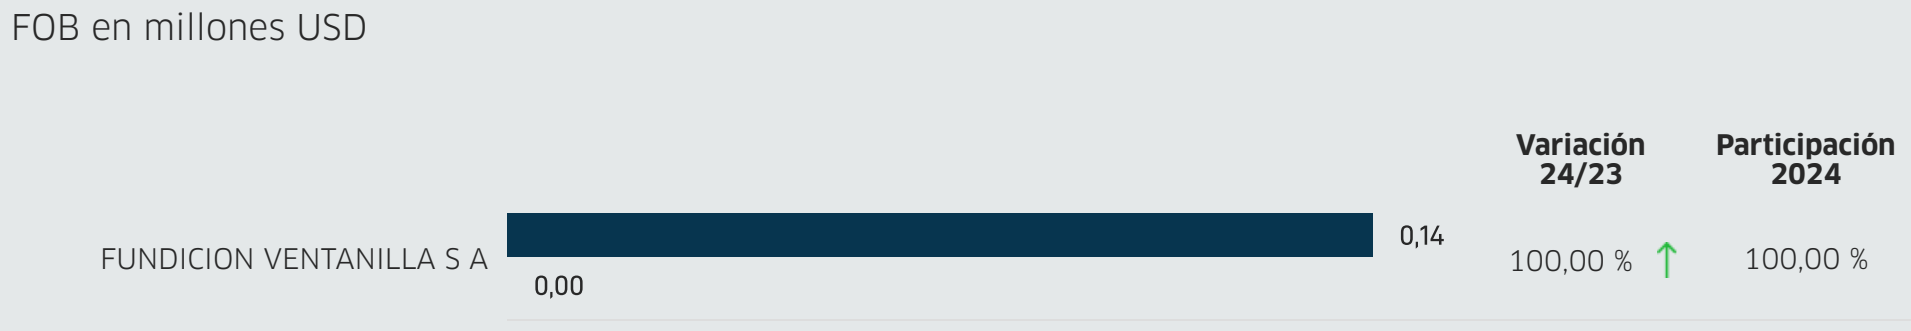 FOB en millones USD
Variación
24/23
Participación
2024
FUNDICION VENTANILLA S A
0,14
0,00
100,00 %
100,00 %